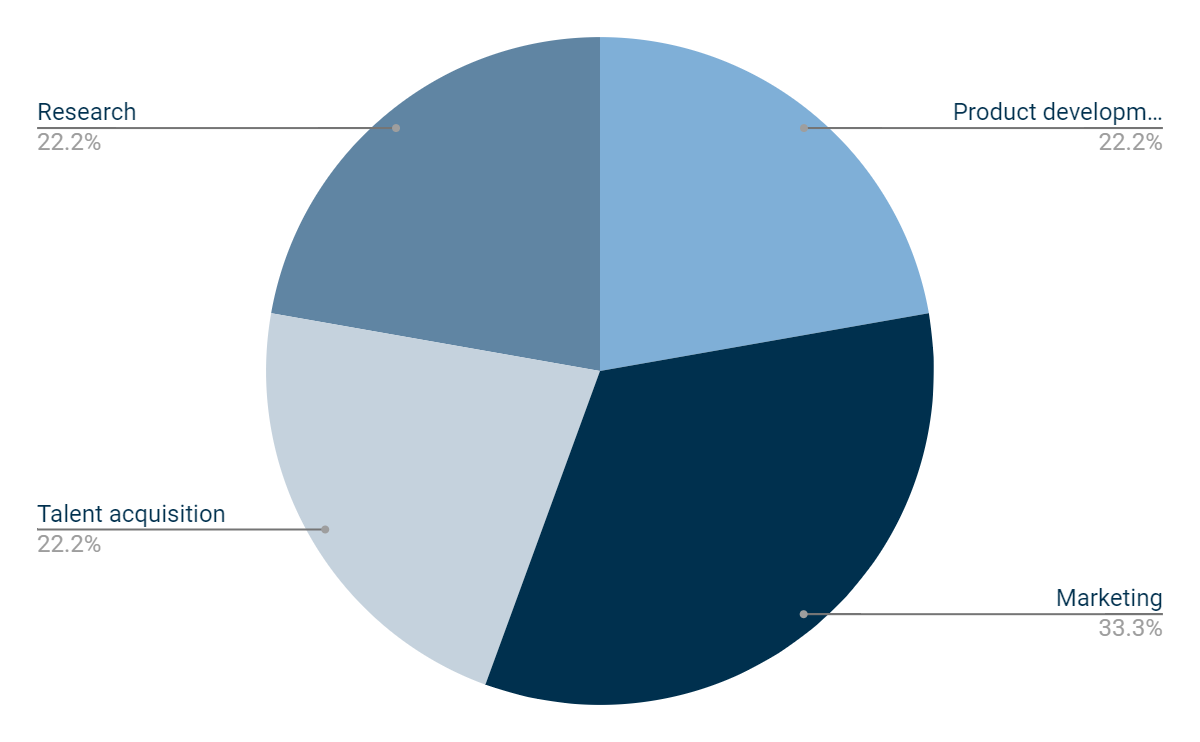 Research
22.2%
Product developm...
22.2%
Talent acquisition
22.2%
Marketing
33.3%